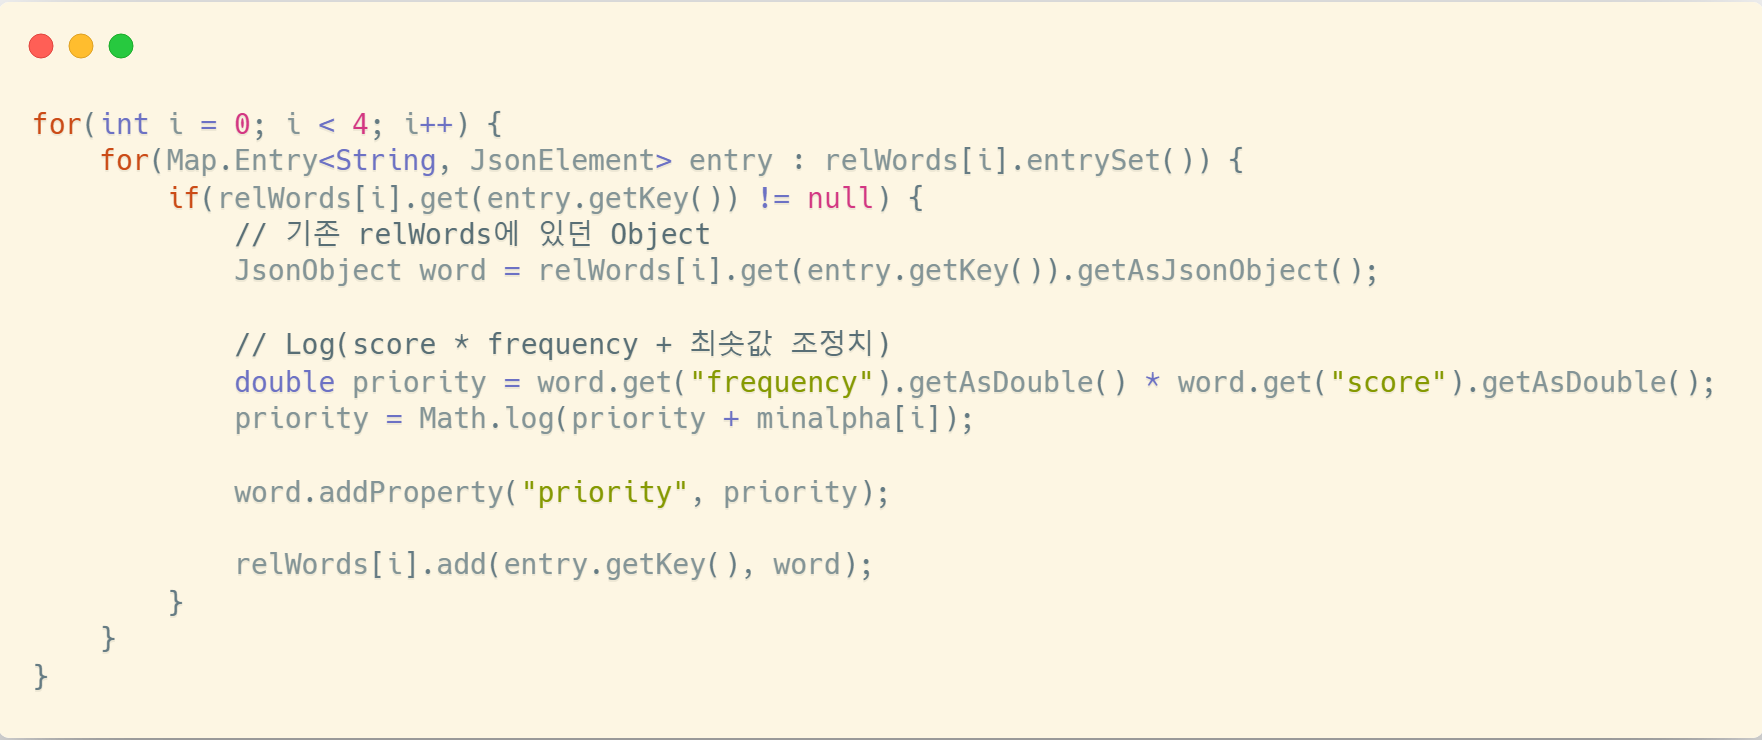 for(int i = 0; i < 4; i++) {
    for(Map.Entry<String, JsonElement> entry : relWords[i].entrySet()) {
        if(relWords[i].get(entry.getKey()) != null) {
            // 기존 relWords에 있던 Object
            JsonObject word = relWords[i].get(entry.getKey()).getAsJsonObject();
            // Log(score * frequency + 최솟값 조정치)
            double priority = word.get("frequency").getAsDouble() * word.get("score").getAsDouble();
            priority = Math.log(priority + minalpha[i]);
            word.addProperty("priority", priority);
            relWords[i].add(entry.getKey(), word);
        }
    }
}